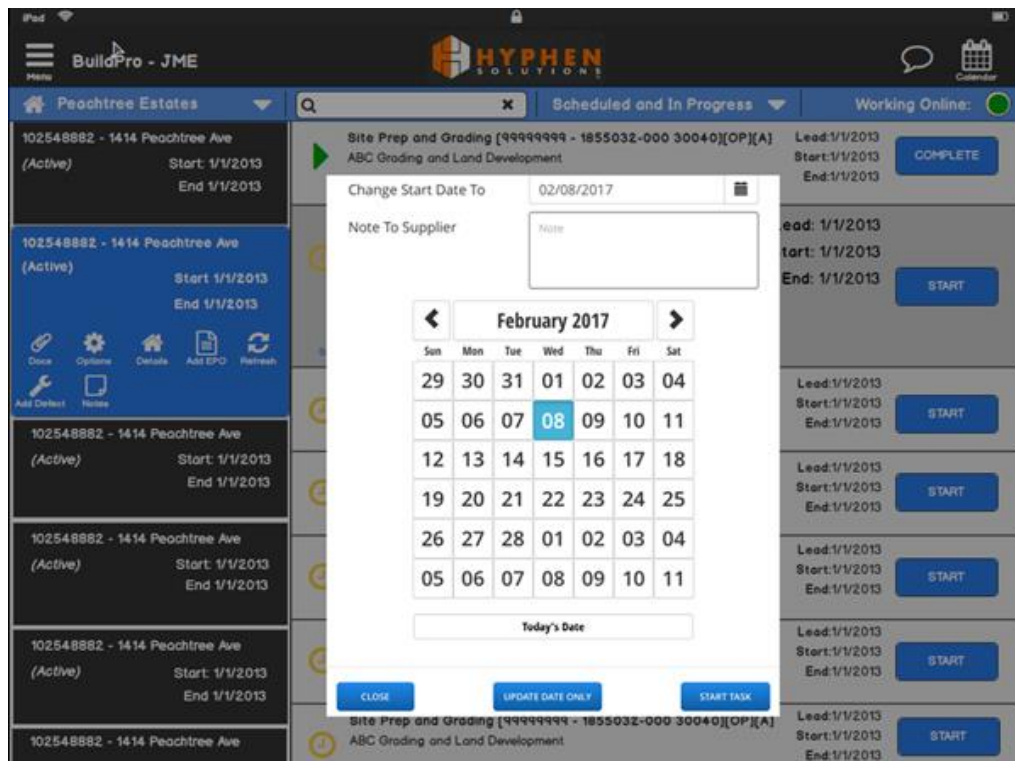 iPad
BuildPro - JME
HYPHEN
SOLUTIONS
Menu
Calendar
Peachtree Estates
Scheduled and In Progress
Working Online:
102548882 - 1414 Peachtree Ave
(Active) Start: 1/1/2013
End 1/1/2013
102548882 - 1414 Peachtree Ave
(Active)
Start 1/1/2013
End 1/1/2013
Docs Options Details Add EPO Refresh
Add Defect Notes
102548882 - 1414 Peachtree Ave
(Active) Start: 1/1/2013
End 1/1/2013
102548882 - 1414 Peachtree Ave
(Active) Start: 1/1/2013
End 1/1/2013
102548882 - 1414 Peachtree Ave
(Active) Start: 1/1/2013
End 1/1/2013
102548882 - 1414 Peachtree Ave
Site Prep and Grading [99999999 - 1855032-000 30040][OP][A]
ABC Grading and Land Development
Lead:1/1/2013
Start:1/1/2013
End:1/1/2013
COMPLETE
Change Start Date To 02/08/2017
Note To Supplier Note
February 2017
Sun Mon Tue Wed Thu Fri Sat
29 30 31 01 02 03 04
05 06 07 08 09 10 11
12 13 14 15 16 17 18
19 20 21 22 23 24 25
26 27 28 01 02 03 04
05 06 07 08 09 10 11
Today's Date
CLOSE UPDATE DATE ONLY START TASK
ead: 1/1/2013
tart: 1/1/2013
End: 1/1/2013
START
Lead:1/1/2013
Start:1/1/2013
End:1/1/2013
START
Lead:1/1/2013
Start:1/1/2013
End:1/1/2013
START
Lead:1/1/2013
Start:1/1/2013
End:1/1/2013
START
Lead:1/1/2013
Start:1/1/2013
End:1/1/2013
START
Site Prep and Grading [99999999 - 1855032-000 30040][OP][A]
ABC Grading and Land Development
Lead:1/1/2013
Start:1/1/2013
End:1/1/2013
START